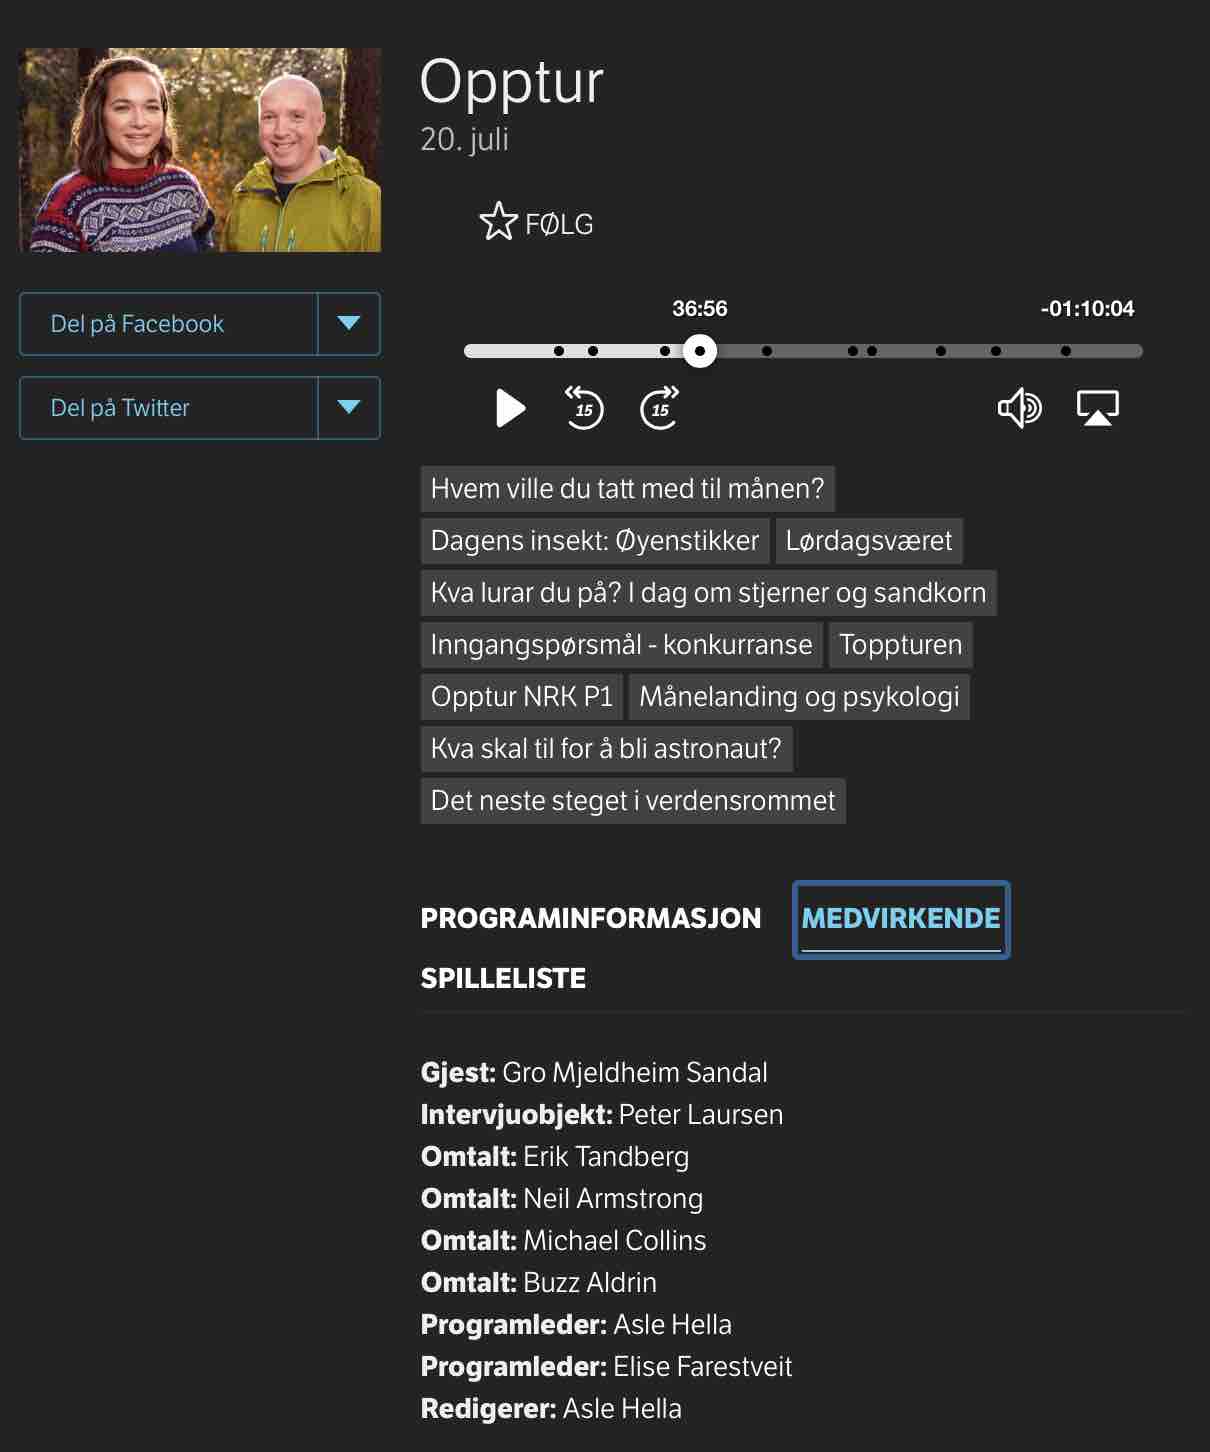 Opptur
20. juli
FØLG
Del på Facebook
Del på Twitter
36:56
-01:10:04
15
15
Hvem ville du tatt med til månen?
Dagens insekt: Øyenstikker
Lørdagsværet
Kva lurar du på? I dag om stjerner og sandkorn
Inngangspørsmål - konkurranse
Toppturen
Opptur NRK P1
Månelanding og psykologi
Kva skal til for å bli astronaut?
Det neste steget i verdensrommet
PROGRAMINFORMASJON
MEDVIRKENDE
SPILLELISTE
Gjest: Gro Mjeldheim Sandal
Intervjuobjekt: Peter Laursen
Omtalt: Erik Tandberg
Omtalt: Neil Armstrong
Omtalt: Michael Collins
Omtalt: Buzz Aldrin
Programleder: Asle Hella
Programleder: Elise Farestveit
Redigerer: Asle Hella